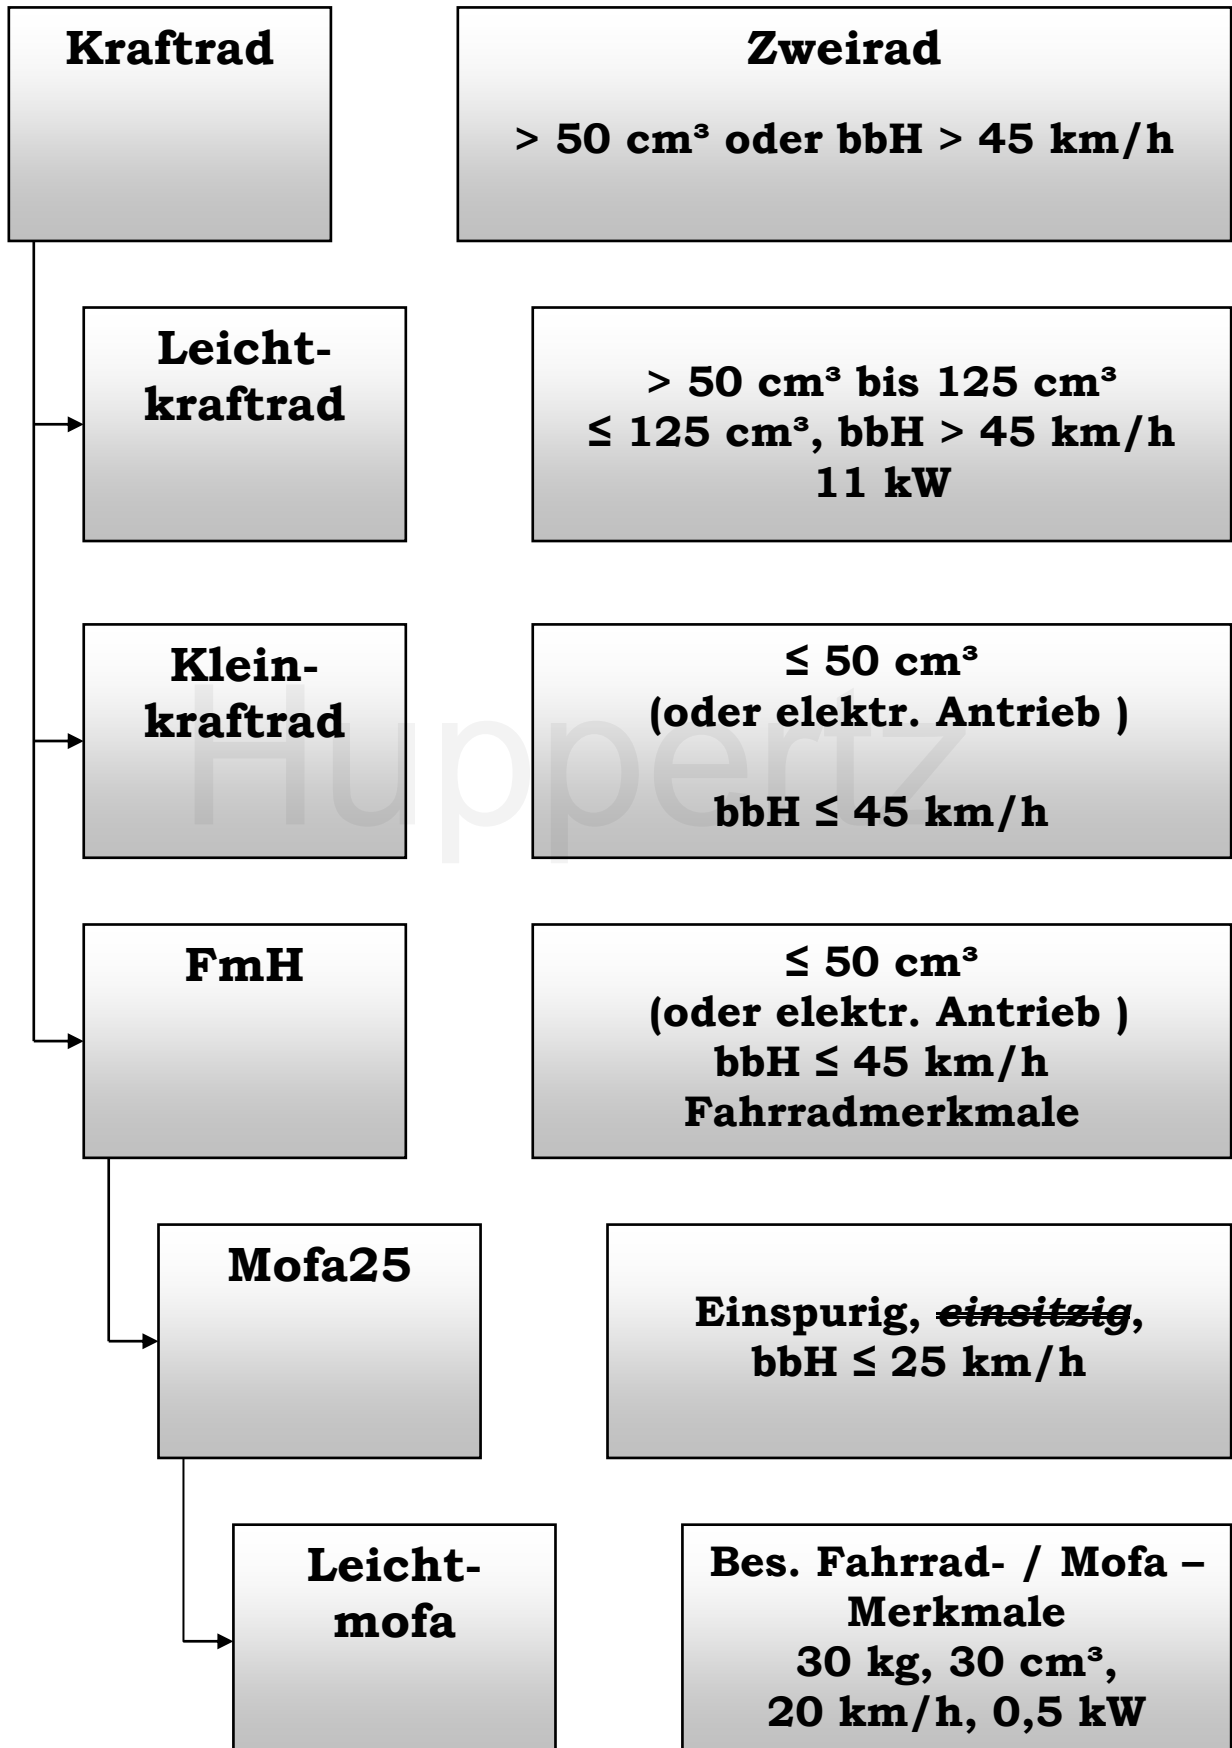 Kraftrad
Zweirad
> 50 cm³ oder bbH > 45 km/h
Leicht-
kraftrad
> 50 cm³ bis 125 cm³
≤ 125 cm³, bbH > 45 km/h
11 kW
Klein-
kraftrad
≤ 50 cm³
(oder elektr. Antrieb )
bbH ≤ 45 km/h
Huppertz
FmH
≤ 50 cm³
(oder elektr. Antrieb )
bbH ≤ 45 km/h
Fahrradmerkmale
Mofa25
Einspurig, einsitzig,
bbH ≤ 25 km/h
Leicht-
mofa
Bes. Fahrrad- / Mofa –
Merkmale
30 kg, 30 cm³,
20 km/h, 0,5 kW